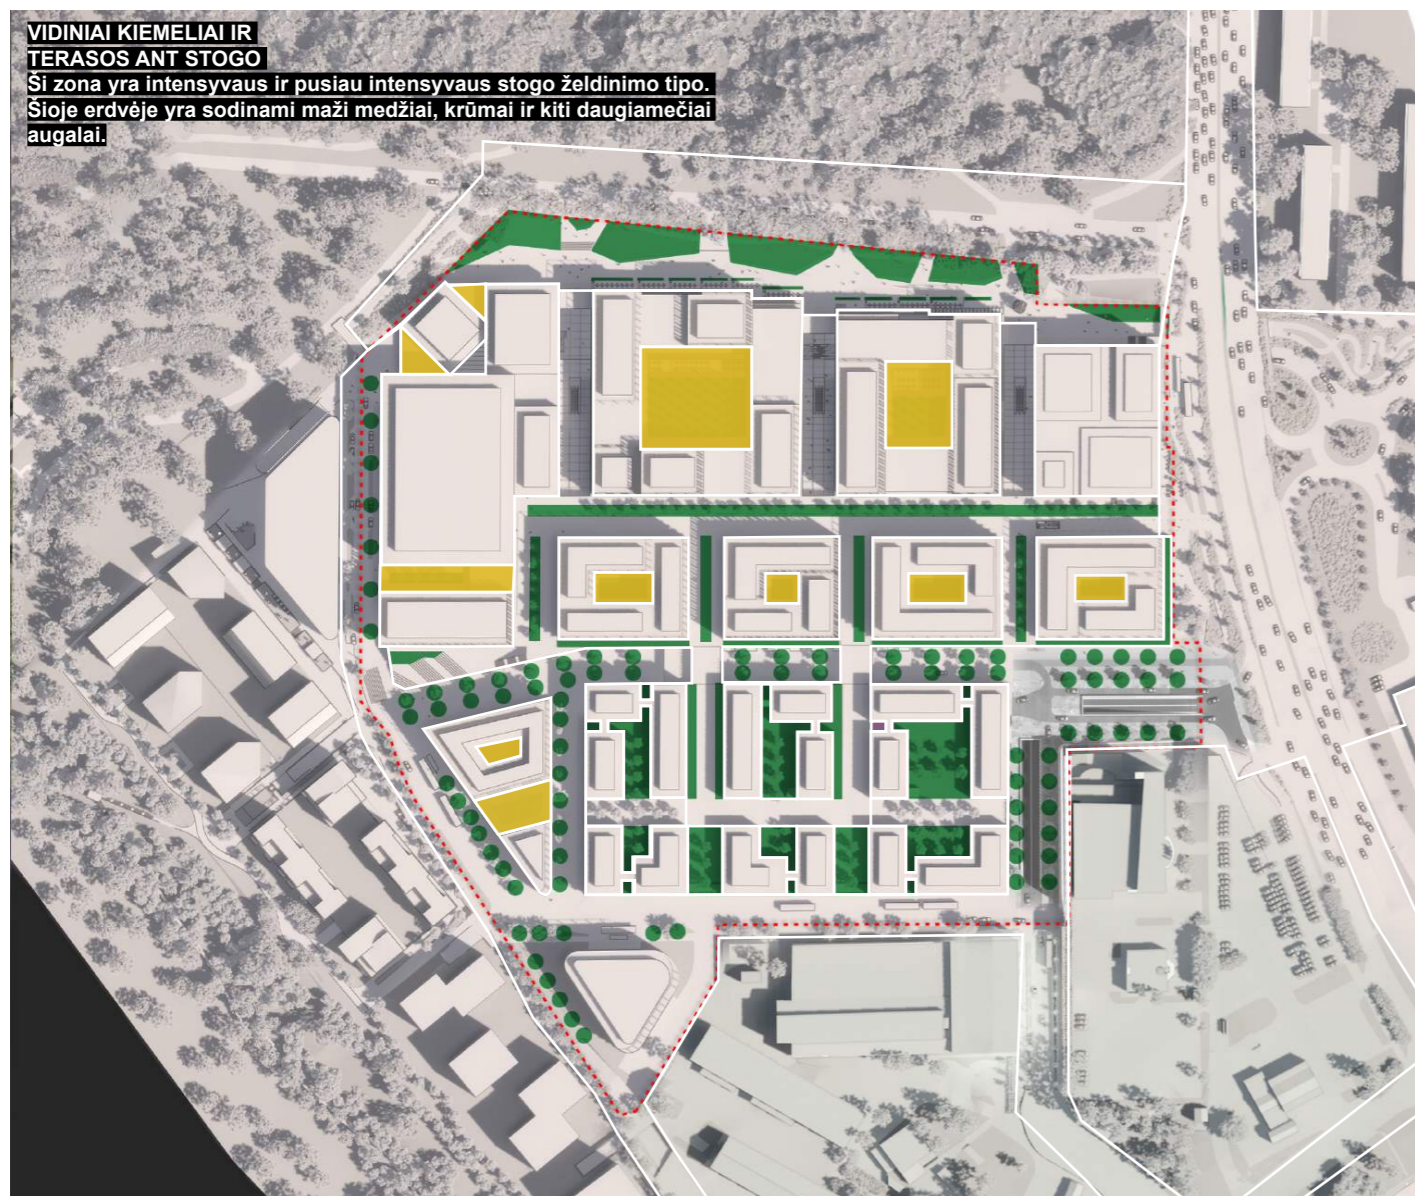 VIDINIAI KIEMELIAI IR
TERASOS ANT STOGO
Ši zona yra intensyvaus ir pusiau intensyvaus stogo želdinimo tipo.
Šioje erdvėje yra sodinami maži medžiai, krūmai ir kiti daugiamečiai
augalai.